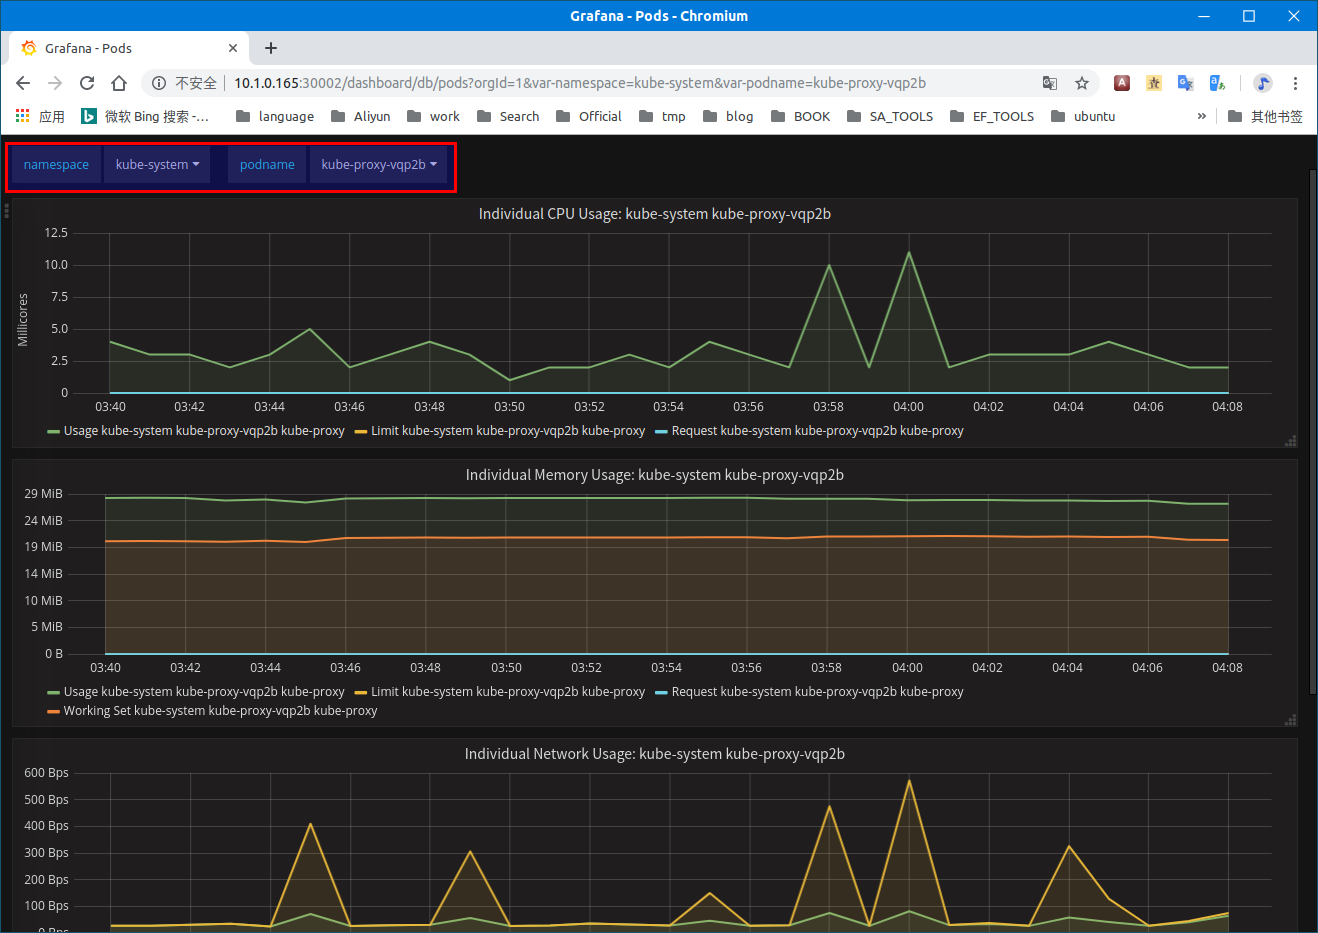 Grafana - Pods - Chromium
Grafana - Pods
不安全 10.1.0.165:30002/dashboard/db/pods?orgId=1&var-namespace=kube-system&var-podname=kube-proxy-vqp2b
应用 微软 Bing 搜索 -... language Aliyun work Search Official tmp blog BOOK SA_TOOLS EF_TOOLS ubuntu » 其他书签
namespace kube-system podname kube-proxy-vqp2b
Individual CPU Usage: kube-system kube-proxy-vqp2b
Millicores
12.5
10.0
7.5
5.0
2.5
0
03:40 03:42 03:44 03:46 03:48 03:50 03:52 03:54 03:56 03:58 04:00 04:02 04:04 04:06 04:08
Usage kube-system kube-proxy-vqp2b kube-proxy Limit kube-system kube-proxy-vqp2b kube-proxy Request kube-system kube-proxy-vqp2b kube-proxy
Individual Memory Usage: kube-system kube-proxy-vqp2b
29 MiB
24 MiB
19 MiB
14 MiB
10 MiB
5 MiB
0 B
03:40 03:42 03:44 03:46 03:48 03:50 03:52 03:54 03:56 03:58 04:00 04:02 04:04 04:06 04:08
Usage kube-system kube-proxy-vqp2b kube-proxy Limit kube-system kube-proxy-vqp2b kube-proxy Request kube-system kube-proxy-vqp2b kube-proxy
Working Set kube-system kube-proxy-vqp2b kube-proxy
Individual Network Usage: kube-system kube-proxy-vqp2b
600 Bps
500 Bps
400 Bps
300 Bps
200 Bps
100 Bps
0 Bps